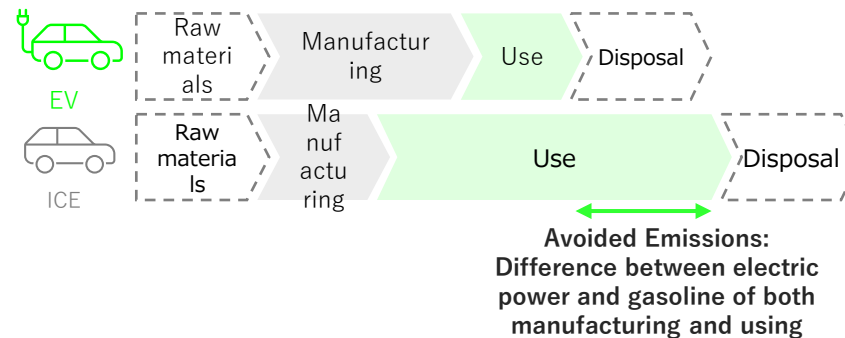 Raw
materi
als
Manufactur
ing
Use
Disposal
EV
Raw
materia
ls
Ma
nuf
actu
ring
Use
Disposal
ICE
Avoided Emissions:
Difference between electric
power and gasoline of both
manufacturing and using